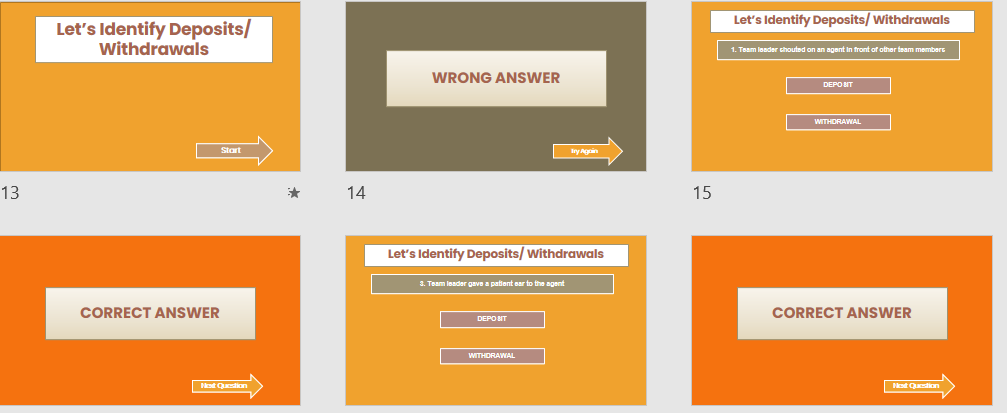 Let's Identify Deposits/
Withdrawals
Start
13
WRONG ANSWER
Try Again
14
Let's Identify Deposits/ Withdrawals
1. Team leader shouted on an agent in front of other team members
DEPOSIT
WITHDRAWAL
15
CORRECT ANSWER
Next Question
Let's Identify Deposits/ Withdrawals
3. Team leader gave a patient ear to the agent
DEPOSIT
WITHDRAWAL
CORRECT ANSWER
Next Question